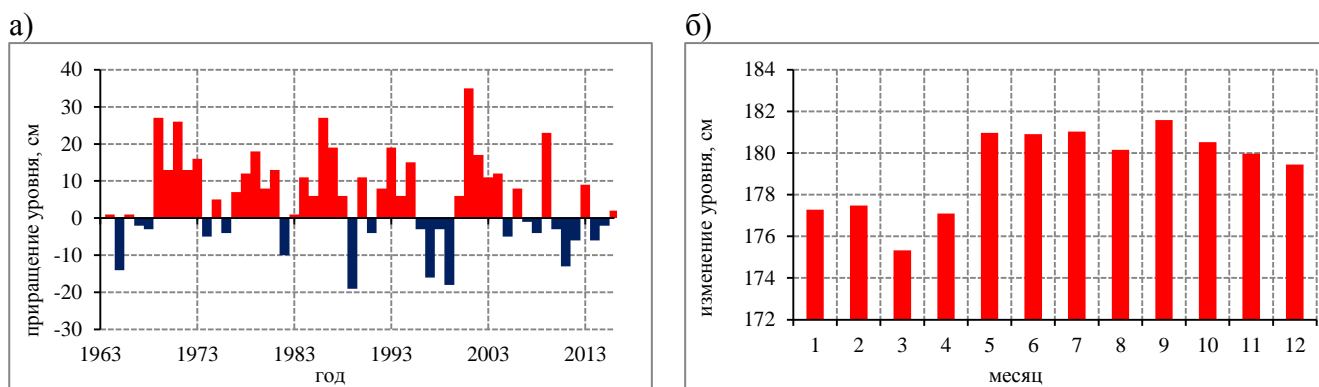 а)
40
30
20
10
0
-10
-20
-30
приращение уровня, см
1963 1973 1983 1993 2003 2013
год
б)
184
182
180
178
176
174
172
изменение уровня, см
1 2 3 4 5 6 7 8 9 10 11 12
месяц